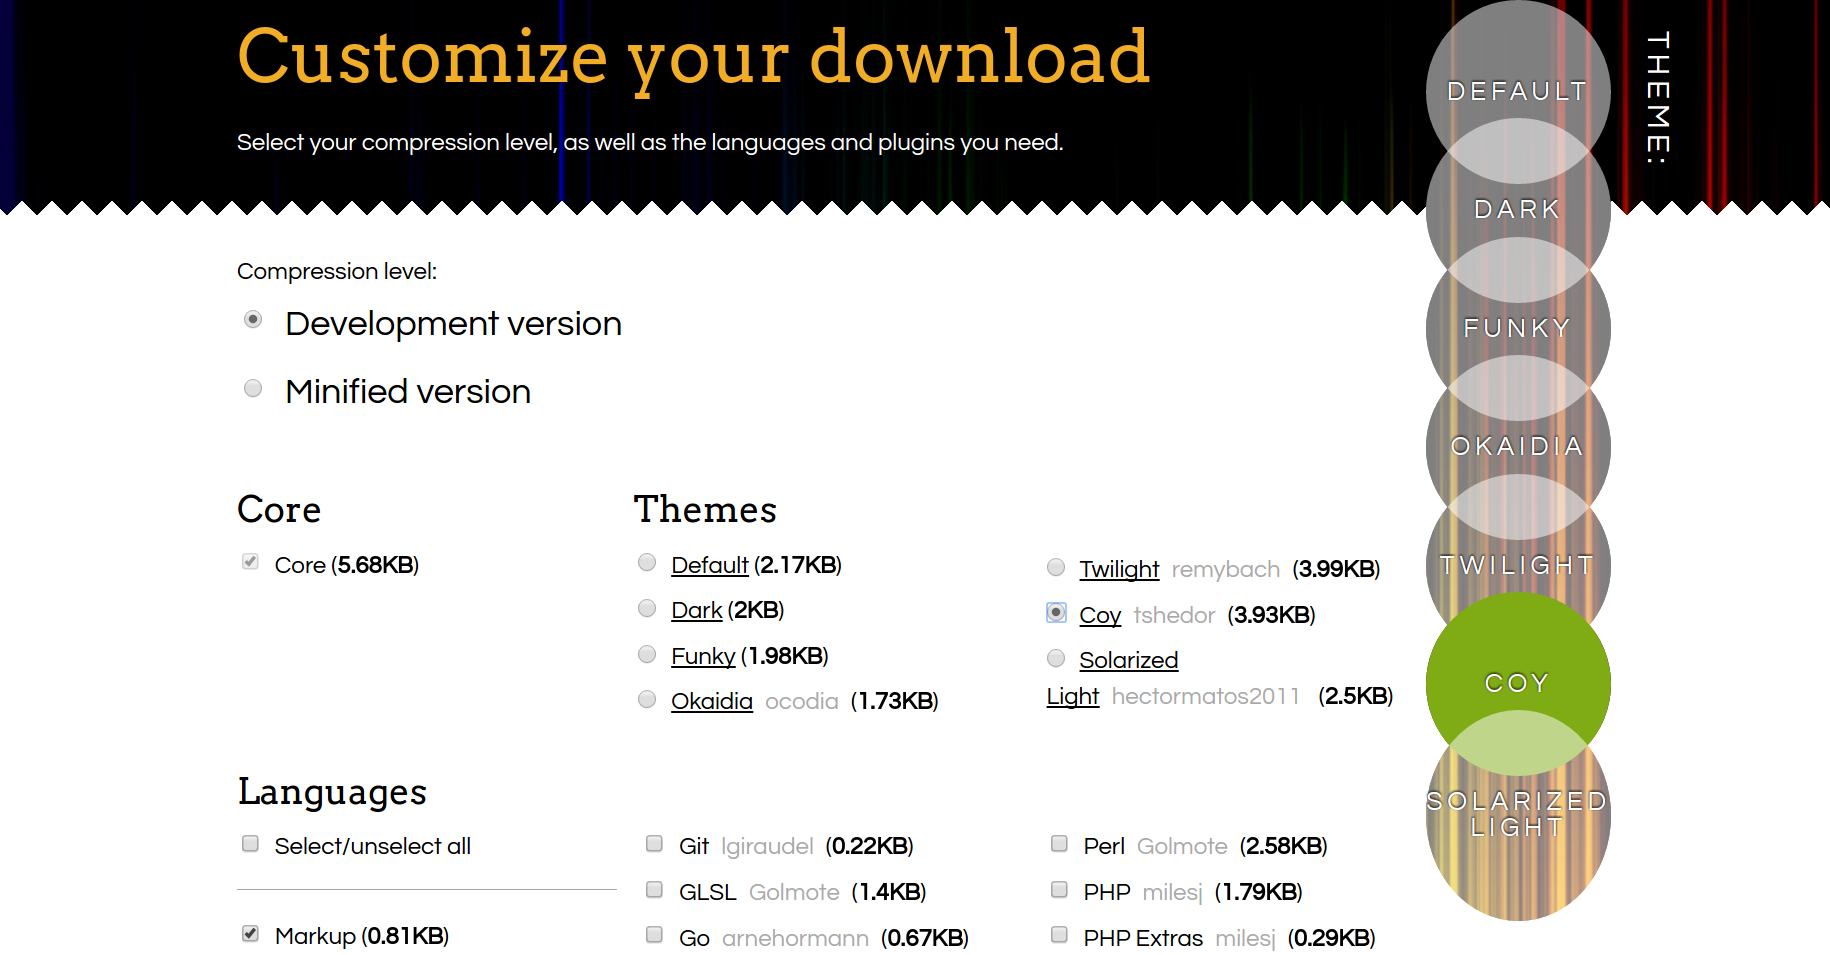 Customize your download
Select your compression level, as well as the languages and plugins you need.
THEME:
DEFAULT
DARK
FUNKY
OKAIDIA
TWILIGHT
COY
SOLARIZED
LIGHT
Compression level:
Development version
Minified version
Core
Core (5.68KB)
Themes
Default (2.17KB)
Dark (2KB)
Funky (1.98KB)
Okaidia ocodia (1.73KB)
Twilight remybach (3.99KB)
Coy tshedor (3.93KB)
Solarized
Light hectormatos2011 (2.5KB)
Languages
Select/unselect all
Markup (0.81KB)
Git lgiraudel (0.22KB)
GLSL Golmote (1.4KB)
Go arnehormann (0.67KB)
Perl Golmote (2.58KB)
PHP milesj (1.79KB)
PHP Extras milesj (0.29KB)